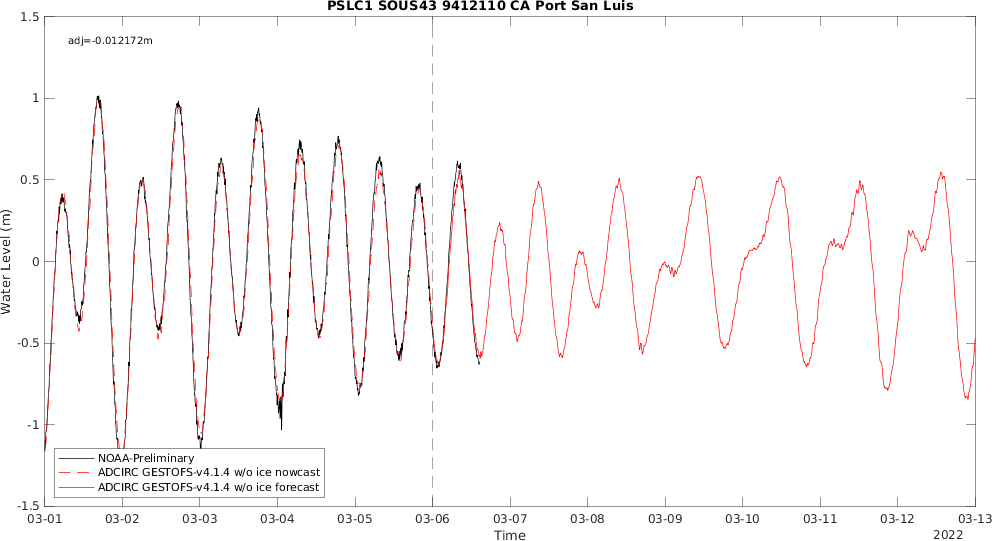 PSLC1 SOUS43 9412110 CA Port San Luis
adj=-0.012172m
Water Level (m)
1.5
1
0.5
0
-0.5
-1
-1.5
NOAA-Preliminary
ADCIRC GESTOFS-v4.1.4 w/o ice nowcast
ADCIRC GESTOFS-v4.1.4 w/o ice forecast
03-01 03-02 03-03 03-04 03-05 03-06 03-07 03-08 03-09 03-10 03-11 03-12 03-13
Time
2022